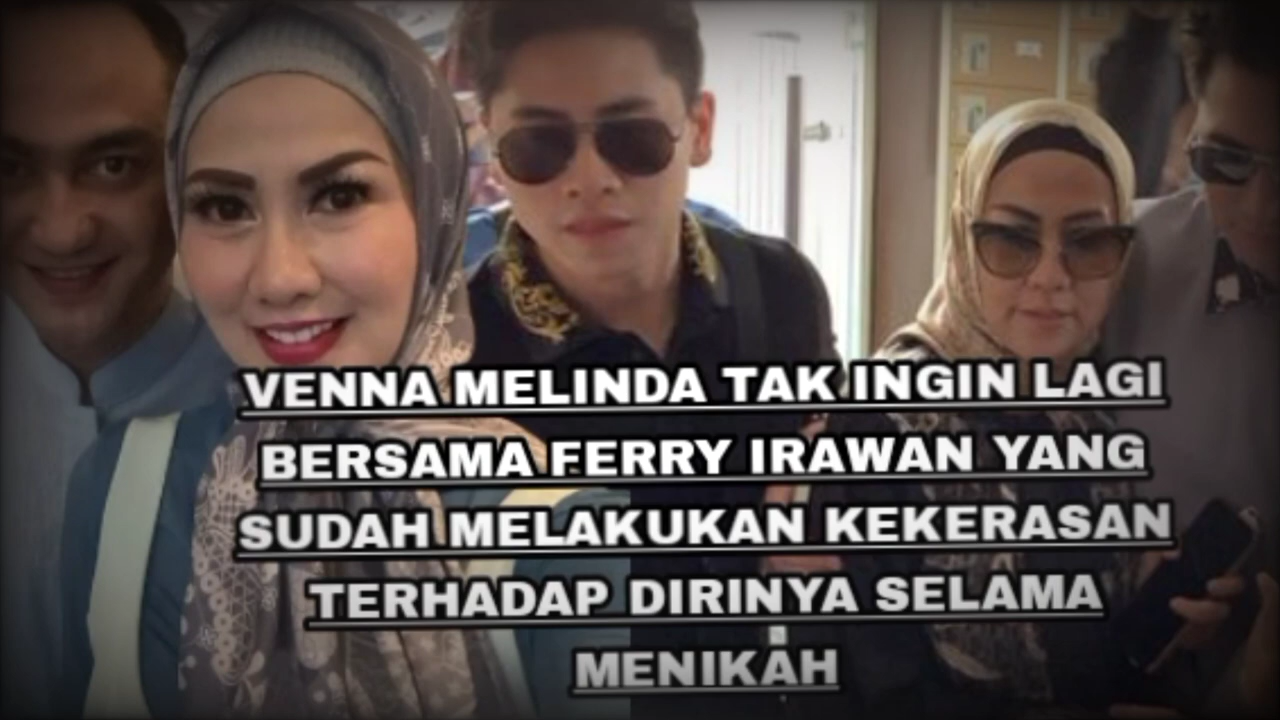 VENNA MELINDA TAK INGIN LAGI
BERSAMA FERRY IRAWAN YANG
SUDAH MELAKUKAN KEKERASAN
TERHADAP DIRINYA SELAMA
MENIKAH